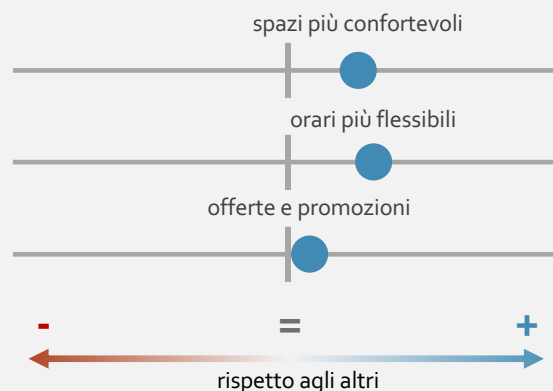 spazi più confortevoli
orari più flessibili
offerte e promozioni
- = +
rispetto agli altri